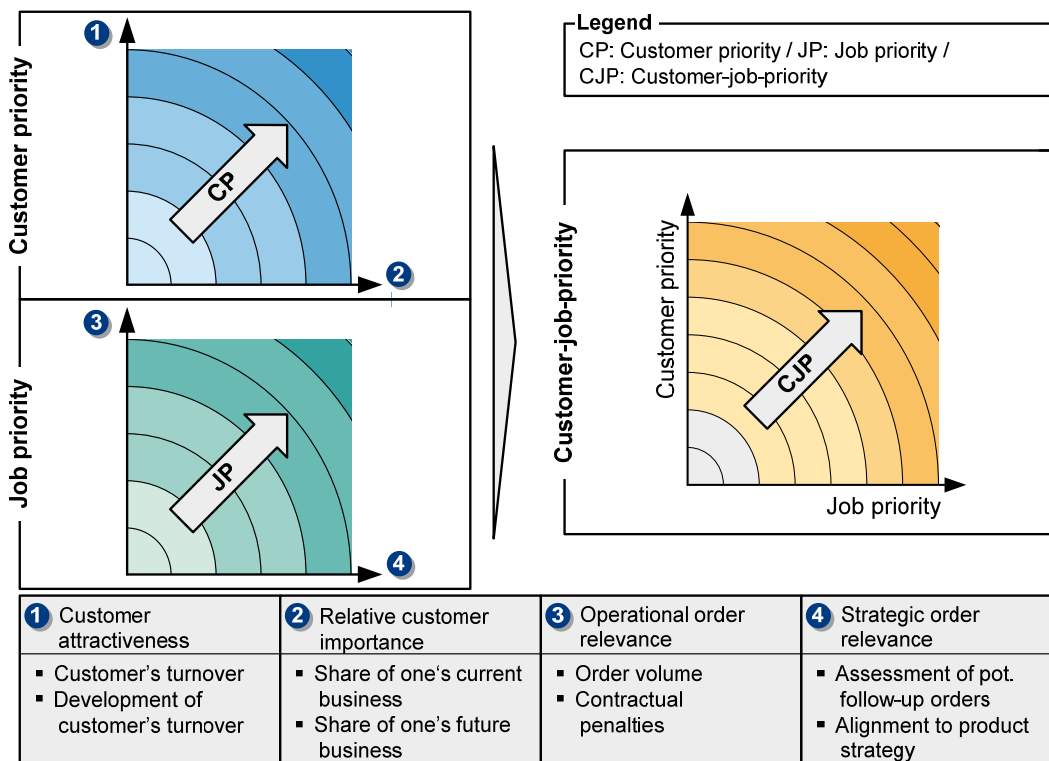 Customer priority
1
CP
2
Job priority
3
JP
4
Legend
CP: Customer priority / JP: Job priority /
CJP: Customer-job-priority
Customer-job-priority
Customer priority
CJP
Job priority
1 Customer
attractiveness
▪ Customer's turnover
▪ Development of
customer's turnover
2 Relative customer
importance
▪ Share of one‘s current
business
▪ Share of one’s future
business
3 Operational order
relevance
▪ Order volume
▪ Contractual
penalties
4 Strategic order
relevance
▪ Assessment of pot.
follow-up orders
▪ Alignment to product
strategy